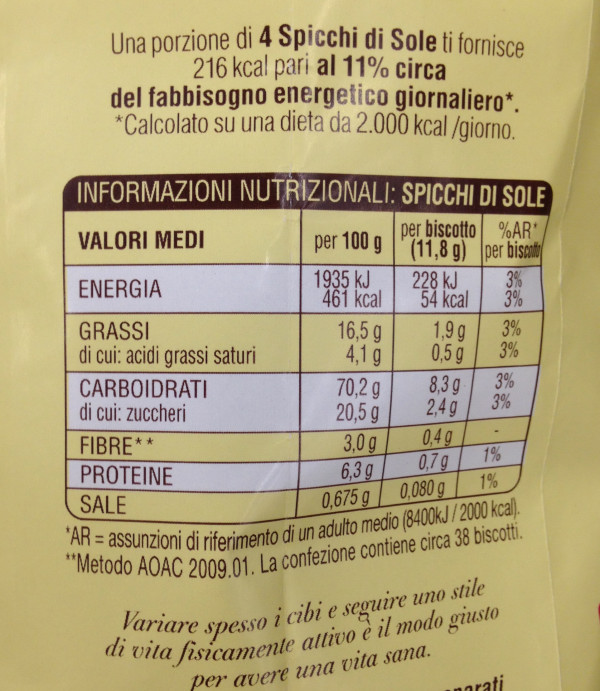 Una porzione di 4 Spicchi di Sole ti fornisce
216 kcal pari al 11% circa
del fabbisogno energetico giornaliero*.
*Calcolato su una dieta da 2.000 kcal /giorno.
INFORMAZIONI NUTRIZIONALI: SPICCHI DI SOLE
VALORI MEDI per 100 g per biscotto (11,8 g) %AR* per biscotto
ENERGIA 1935 kJ 228 kJ 3%
461 kcal 54 kcal 3%
GRASSI 16,5 g 1,9 g 3%
di cui: acidi grassi saturi 4,1 g 0,5 g 3%
CARBOIDRATI 70,2 g 8,3 g 3%
di cui: zuccheri 20,5 g 2,4 g 3%
FIBRE** 3,0 g 0,4 g -
PROTEINE 6,3 g 0,7 g 1%
SALE 0,675 g 0,080 g 1%
*AR = assunzioni di riferimento di un adulto medio (8400kJ / 2000 kcal).
**Metodo AOAC 2009.01. La confezione contiene circa 38 biscotti.
Variare spesso i cibi e seguire uno stile
di vita fisicamente attivo è il modo giusto
per avere una vita sana.